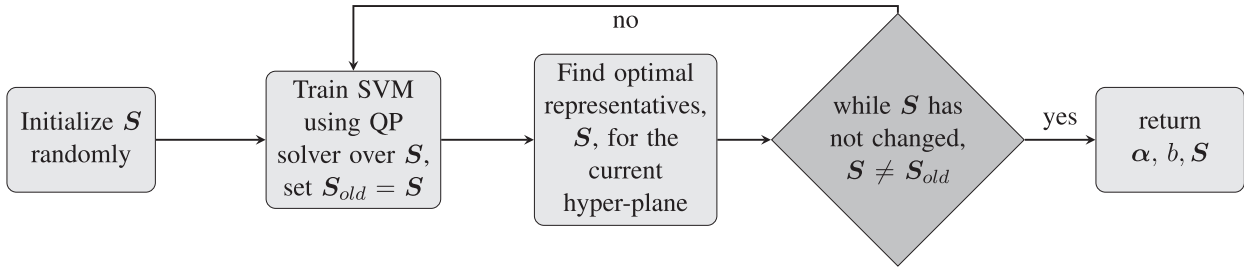 Initialize S
randomly
Train SVM
using QP
solver over S,
set S_old = S
Find optimal
representatives,
S, for the
current
hyper-plane
no
while S has
not changed,
S ≠ S_old
yes
return
α, b, S